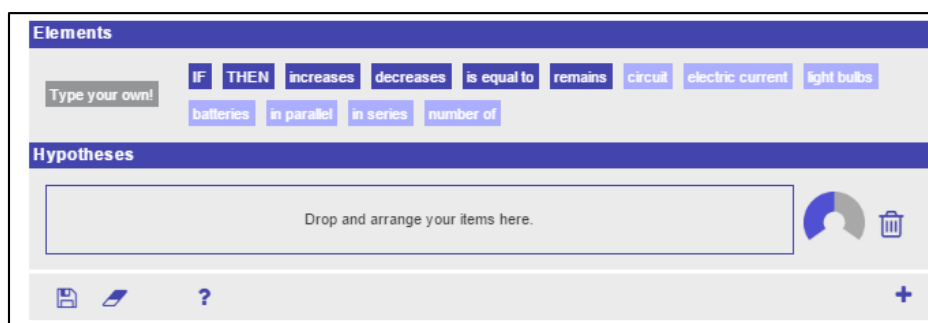 Elements
Type your own!
IF THEN increases decreases is equal to remains circuit electric current light bulbs
batteries in parallel in series number of
Hypotheses
Drop and arrange your items here.
?
+